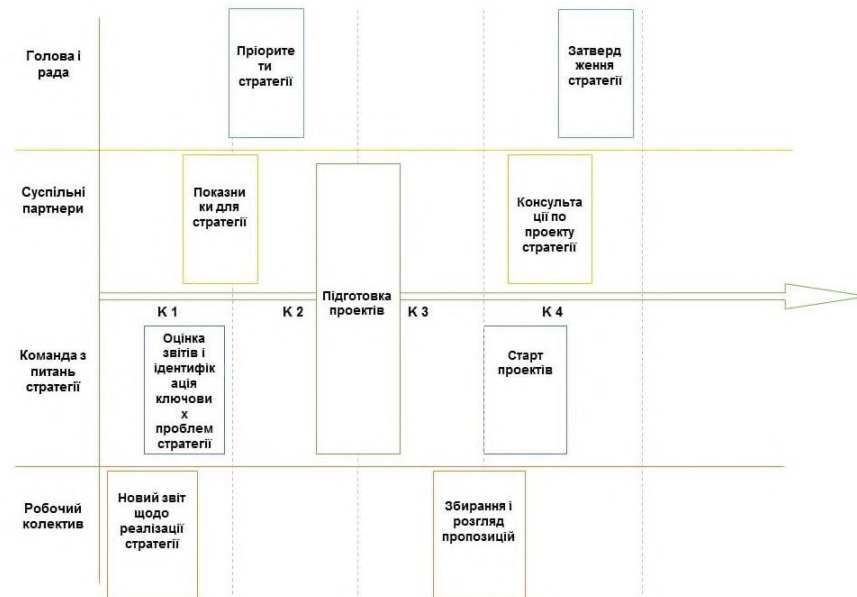 Голова і
рада
Пріорите
ти
стратегії
Затверд
ження
стратегії
Суспільні
партнери
Показни
ки для
стратегії
Консульта
ції по
проекту
стратегії
Підготовка
проектів
К 1
К 2
К 3
К 4
Команда з
питань
стратегії
Оцінка
звітів і
ідентифік
ація
ключови
х
проблем
стратегії
Старт
проектів
Робочий
колектив
Новий звіт
щодо
реалізації
стратегії
Збирання і
розгляд
пропозицій